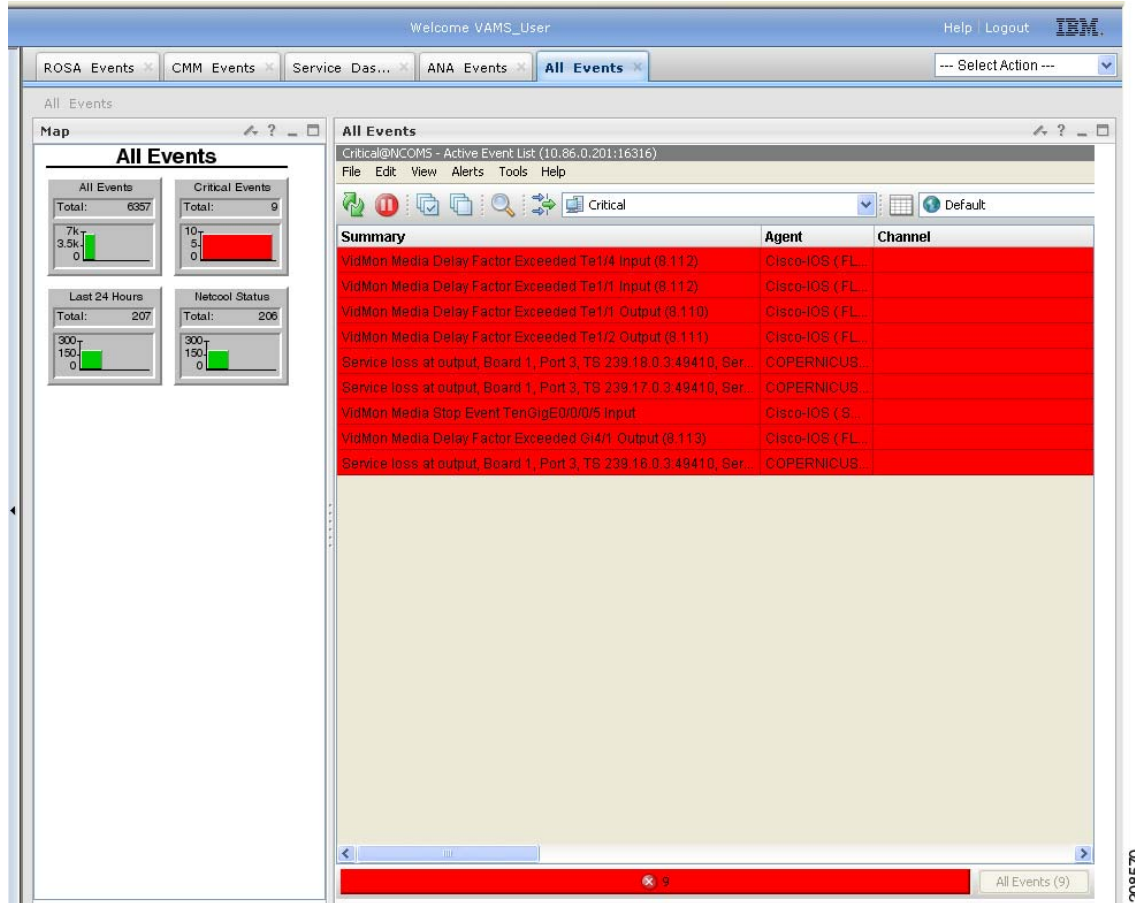 Welcome VAMS_User
Help Logout IBM.
ROSA Events CMM Events Service Das... ANA Events All Events --- Select Action ---
All Events
Map
All Events
All Events
Total: 6357
7k
3.5k
0
Critical Events
Total: 9
10
5
0
Last 24 Hours
Total: 207
300
150
0
Netcool Status
Total: 206
300
150
0
All Events
Critical@NCOMS - Active Event List (10.86.0.201:16316)
File Edit View Alerts Tools Help
Critical Default
Summary Agent Channel
VidMon Media Delay Factor Exceeded Te1/4 Input (8.112) Cisco-IOS ( FL...
VidMon Media Delay Factor Exceeded Te1/1 Input (8.112) Cisco-IOS ( FL...
VidMon Media Delay Factor Exceeded Te1/1 Output (8.110) Cisco-IOS ( FL...
VidMon Media Delay Factor Exceeded Te1/2 Output (8.111) Cisco-IOS ( FL...
Service loss at output, Board 1, Port 3, TS 239.18.0.3:49410, Ser... COPERNICUS...
Service loss at output, Board 1, Port 3, TS 239.17.0.3:49410, Ser... COPERNICUS...
VidMon Media Stop Event TenGigE0/0/0/5 Input Cisco-IOS ( S...
VidMon Media Delay Factor Exceeded Gi4/1 Output (8.113) Cisco-IOS ( FL...
Service loss at output, Board 1, Port 3, TS 239.16.0.3:49410, Ser... COPERNICUS...
9
All Events (9)
208570